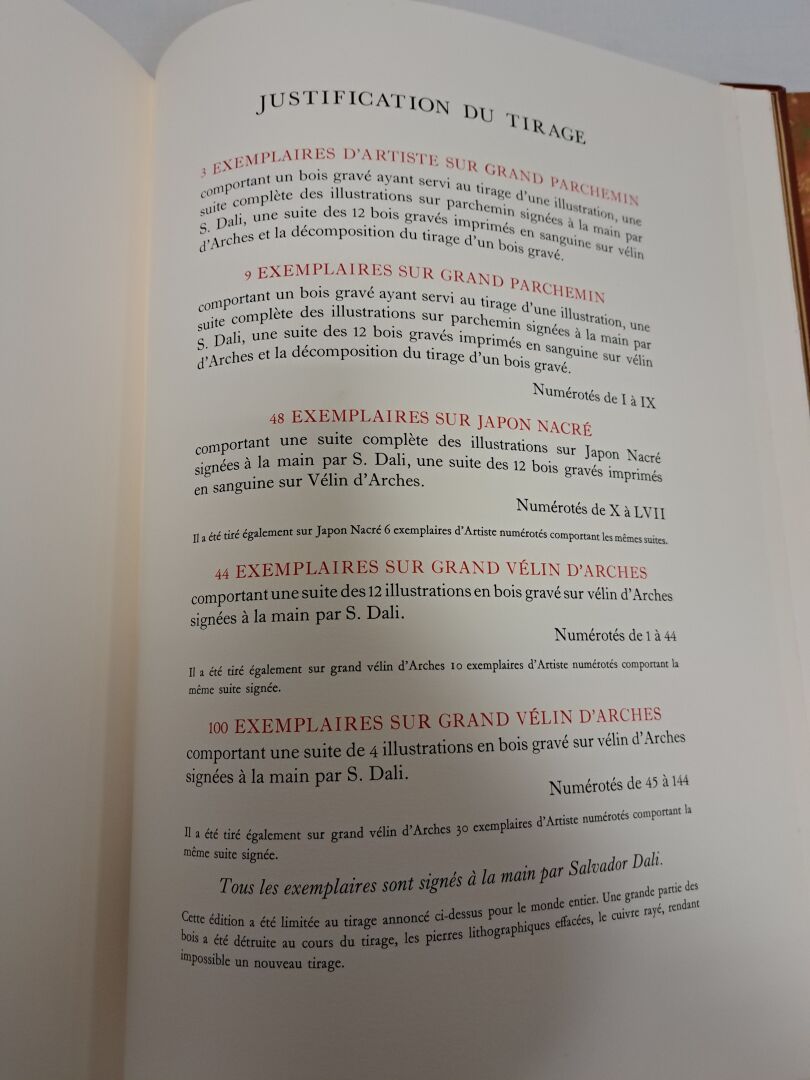 JUSTIFICATION DU TIRAGE
3 EXEMPLAIRES D'ARTISTE SUR GRAND PARCHEMIN
comportant un bois gravé ayant servi au tirage d'une illustration, une
suite complète des illustrations sur parchemin signées à la main par
S. Dali, une suite des 12 bois gravés imprimés en sanguine sur vélin
d'Arches et la décomposition du tirage d'un bois gravé.
9 EXEMPLAIRES SUR GRAND PARCHEMIN
comportant un bois gravé ayant servi au tirage d'une illustration, une
suite complète des illustrations sur parchemin signées à la main par
S. Dali, une suite des 12 bois gravés imprimés en sanguine sur vélin
d'Arches et la décomposition du tirage d'un bois gravé.
Numérotés de I à IX
48 EXEMPLAIRES SUR JAPON NACRÉ
comportant une suite complète des illustrations sur Japon Nacré
signées à la main par S. Dali, une suite des 12 bois gravés imprimés
en sanguine sur Vélin d'Arches.
Numérotés de X à LVII
Il a été tiré également sur Japon Nacré 6 exemplaires d'Artiste numérotés comportant les mêmes suites.
44 EXEMPLAIRES SUR GRAND VÉLIN D'ARCHES
comportant une suite des 12 illustrations en bois gravé sur vélin d'Arches
signées à la main par S. Dali.
Numérotés de 1 à 44
Il a été tiré également sur grand vélin d'Arches 10 exemplaires d'Artiste numérotés comportant la
même suite signée.
100 EXEMPLAIRES SUR GRAND VÉLIN D'ARCHES
comportant une suite de 4 illustrations en bois gravé sur vélin d'Arches
signées à la main par S. Dali.
Numérotés de 45 à 144
Il a été tiré également sur grand vélin d'Arches 30 exemplaires d'Artiste numérotés comportant la
même suite signée.
Tous les exemplaires sont signés à la main par Salvador Dali.
Cette édition a été limitée au tirage annoncé ci-dessus pour le monde entier. Une grande partie des
bois a été détruite au cours du tirage, les pierres lithographiques effacées, le cuivre rayé, rendant
impossible un nouveau tirage.